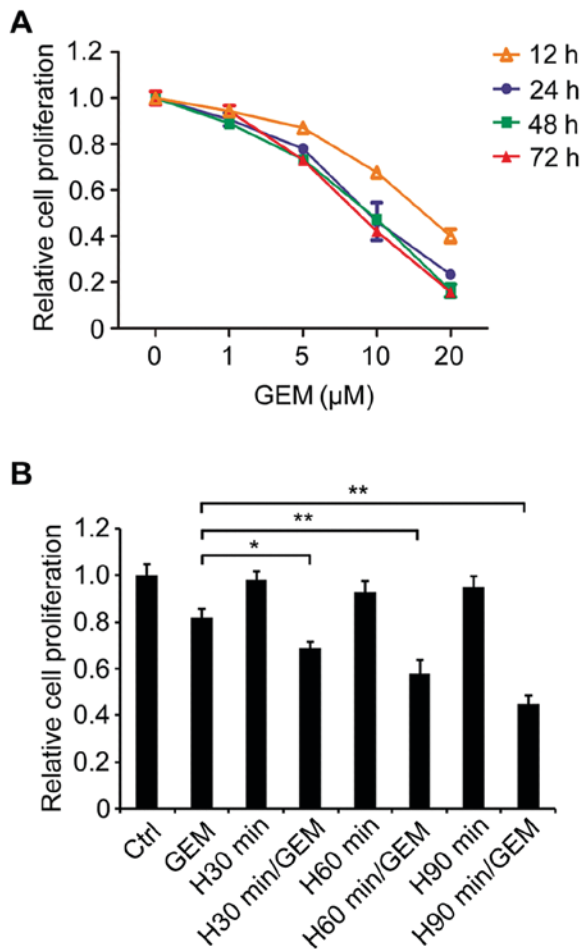 A
1.2
1.0
0.8
0.6
0.4
0.2
0
Relative cell proliferation
0 1 5 10 20
GEM (µM)
12 h
24 h
48 h
72 h
B
**
**
*
1.2
1.0
0.8
0.6
0.4
0.2
0
Relative cell proliferation
Ctrl
GEM
H30 min
H30 min/GEM
H60 min
H60 min/GEM
H90 min
H90 min/GEM